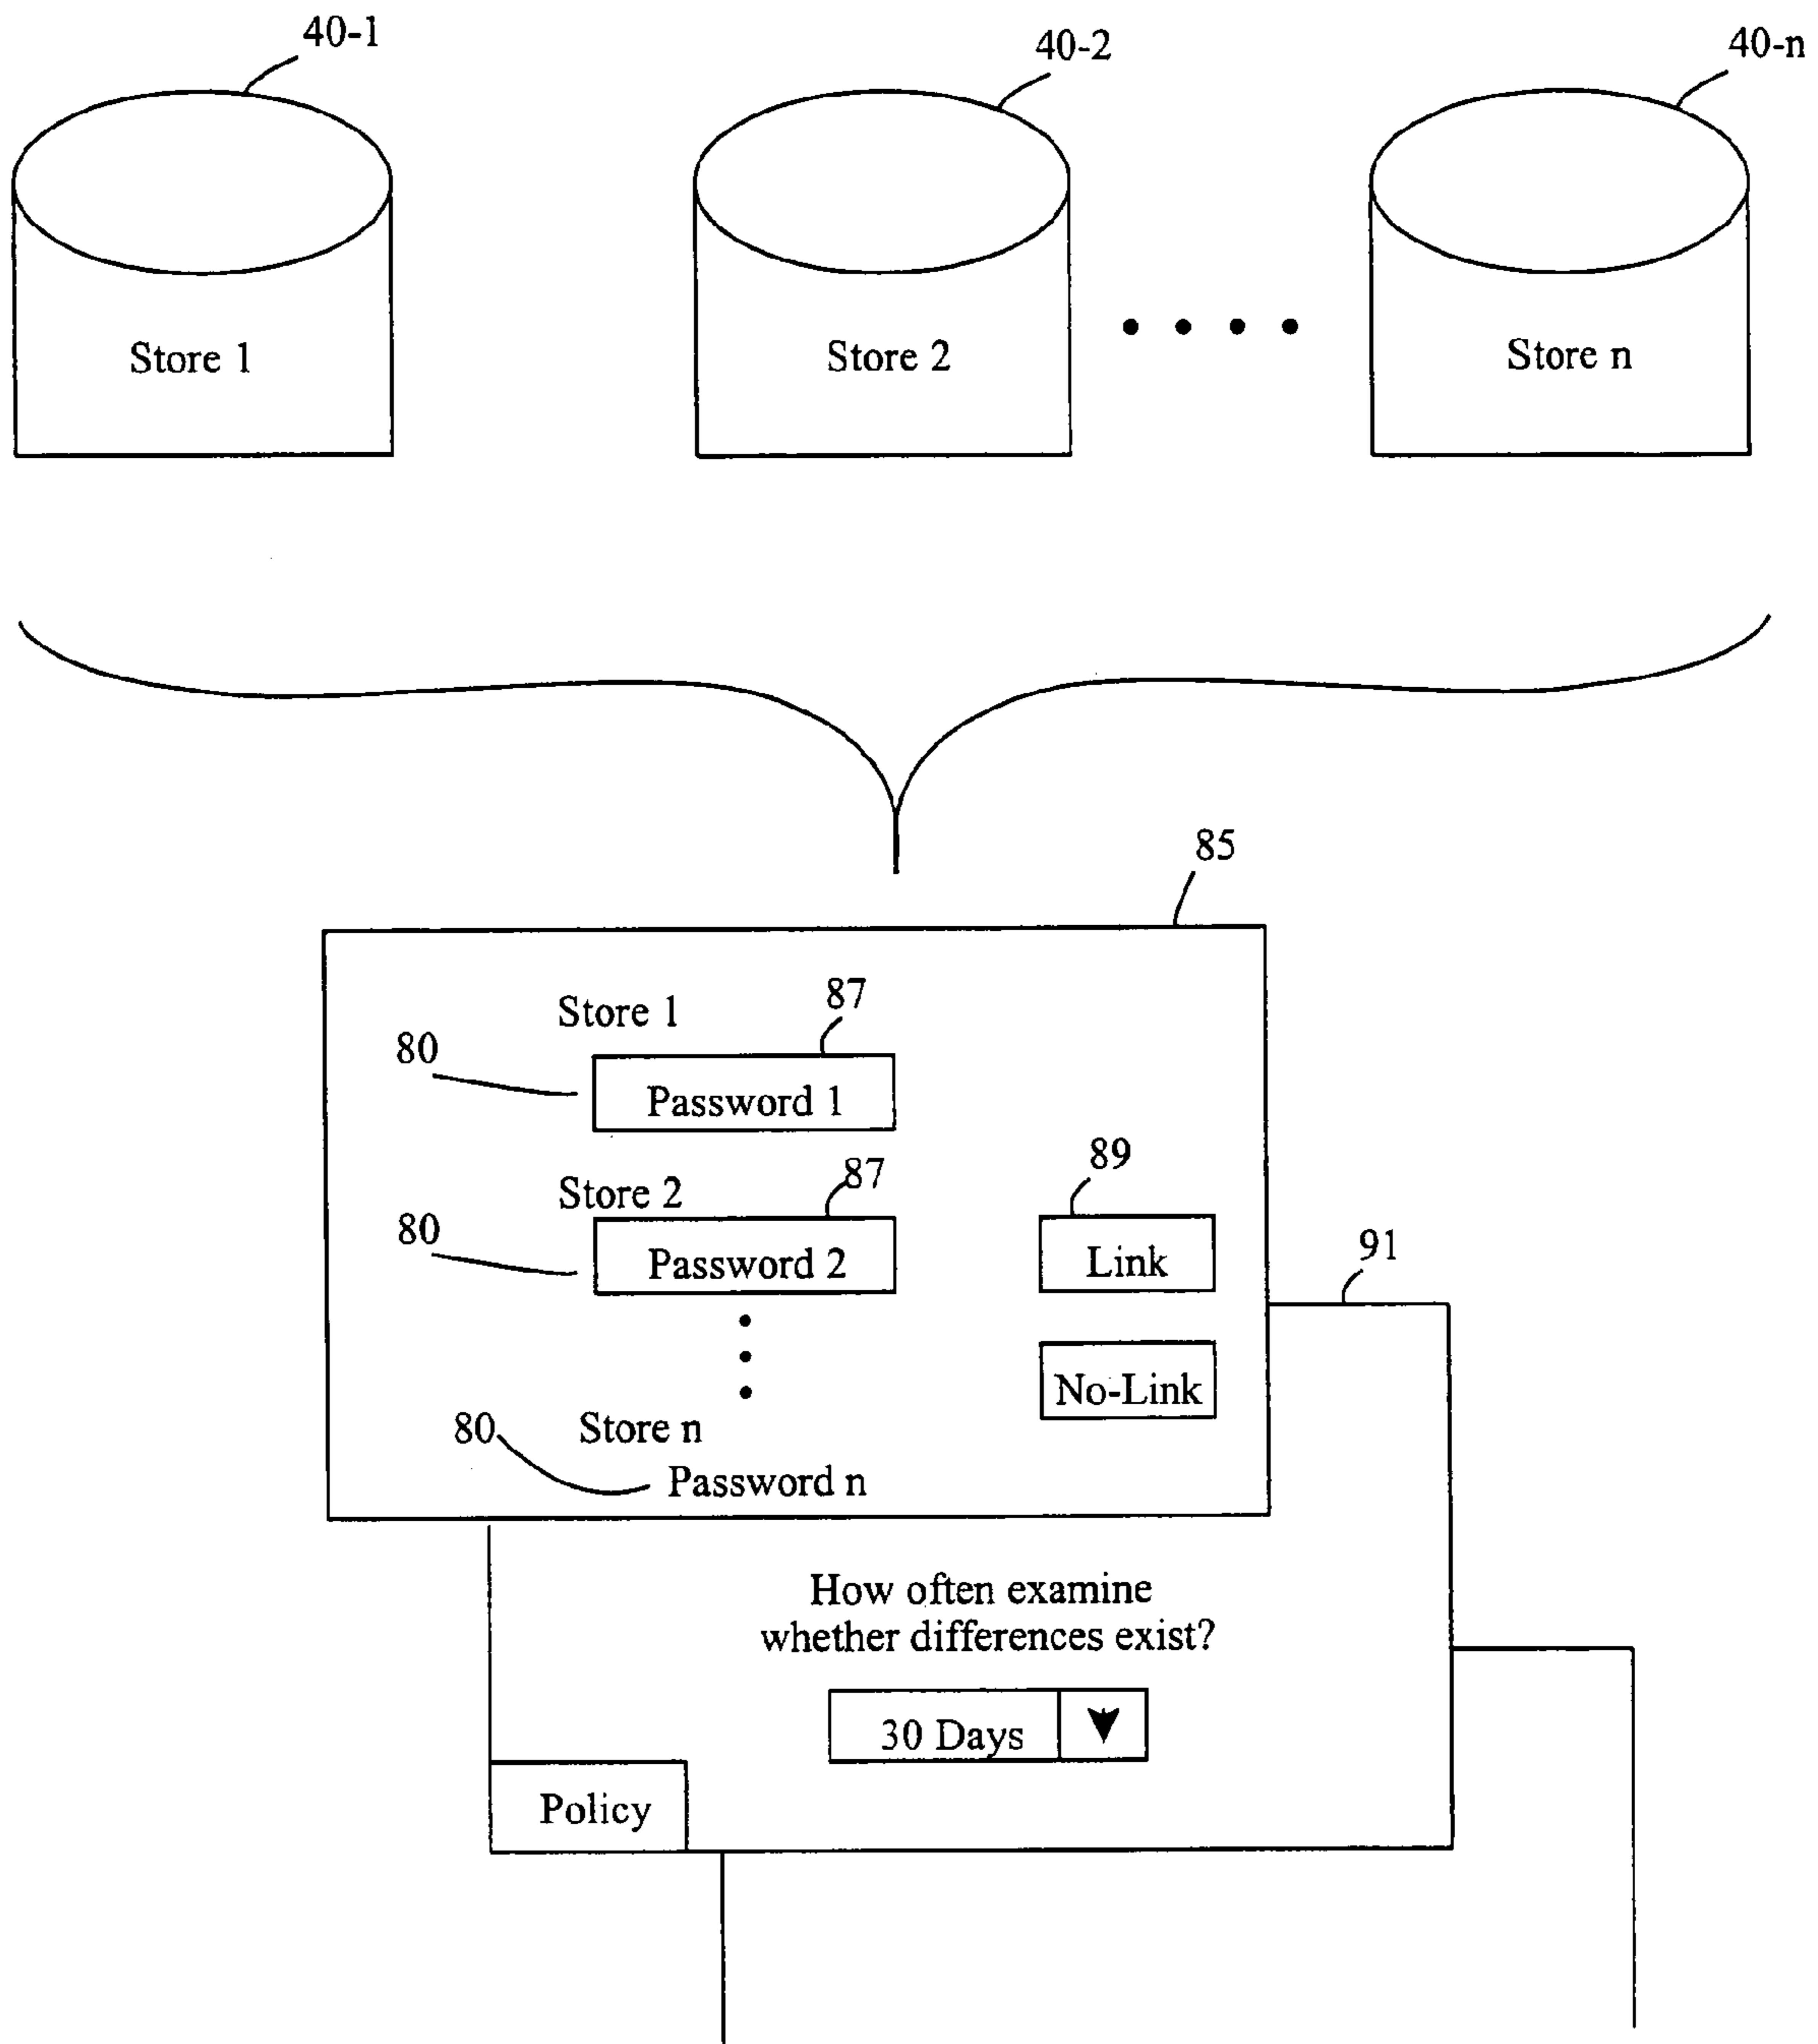 40-1
40-2
40-n
Store 1
Store 2
Store n
85
Store 1
87
80
Password 1
Store 2
87
89
80
Password 2
Link
91
No-Link
Store n
80
Password n
How often examine
whether differences exist?
30 Days
Policy